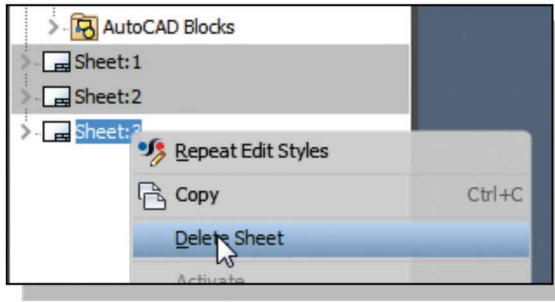 AutoCAD Blocks
Sheet:1
Sheet:2
Sheet:3
Repeat Edit Styles
Copy Ctrl+C
Delete Sheet
Activate